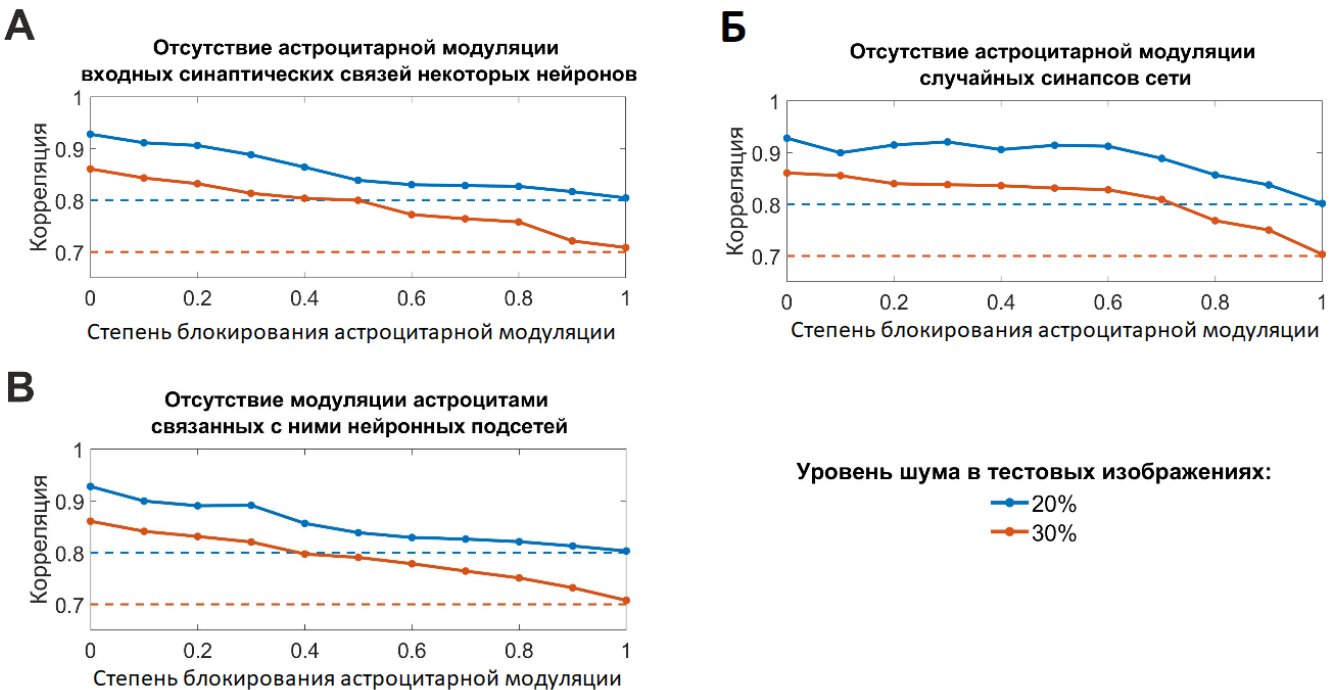 А
Отсутствие астроцитарной модуляции
входных синаптических связей некоторых нейронов
1
0.9
0.8
0.7
Корреляция
0 0.2 0.4 0.6 0.8 1
Степень блокирования астроцитарной модуляции
Б
Отсутствие астроцитарной модуляции
случайных синапсов сети
1
0.9
0.8
0.7
Корреляция
0 0.2 0.4 0.6 0.8 1
Степень блокирования астроцитарной модуляции
В
Отсутствие модуляции астроцитами
связанных с ними нейронных подсетей
1
0.9
0.8
0.7
Корреляция
0 0.2 0.4 0.6 0.8 1
Степень блокирования астроцитарной модуляции
Уровень шума в тестовых изображениях:
20%
30%